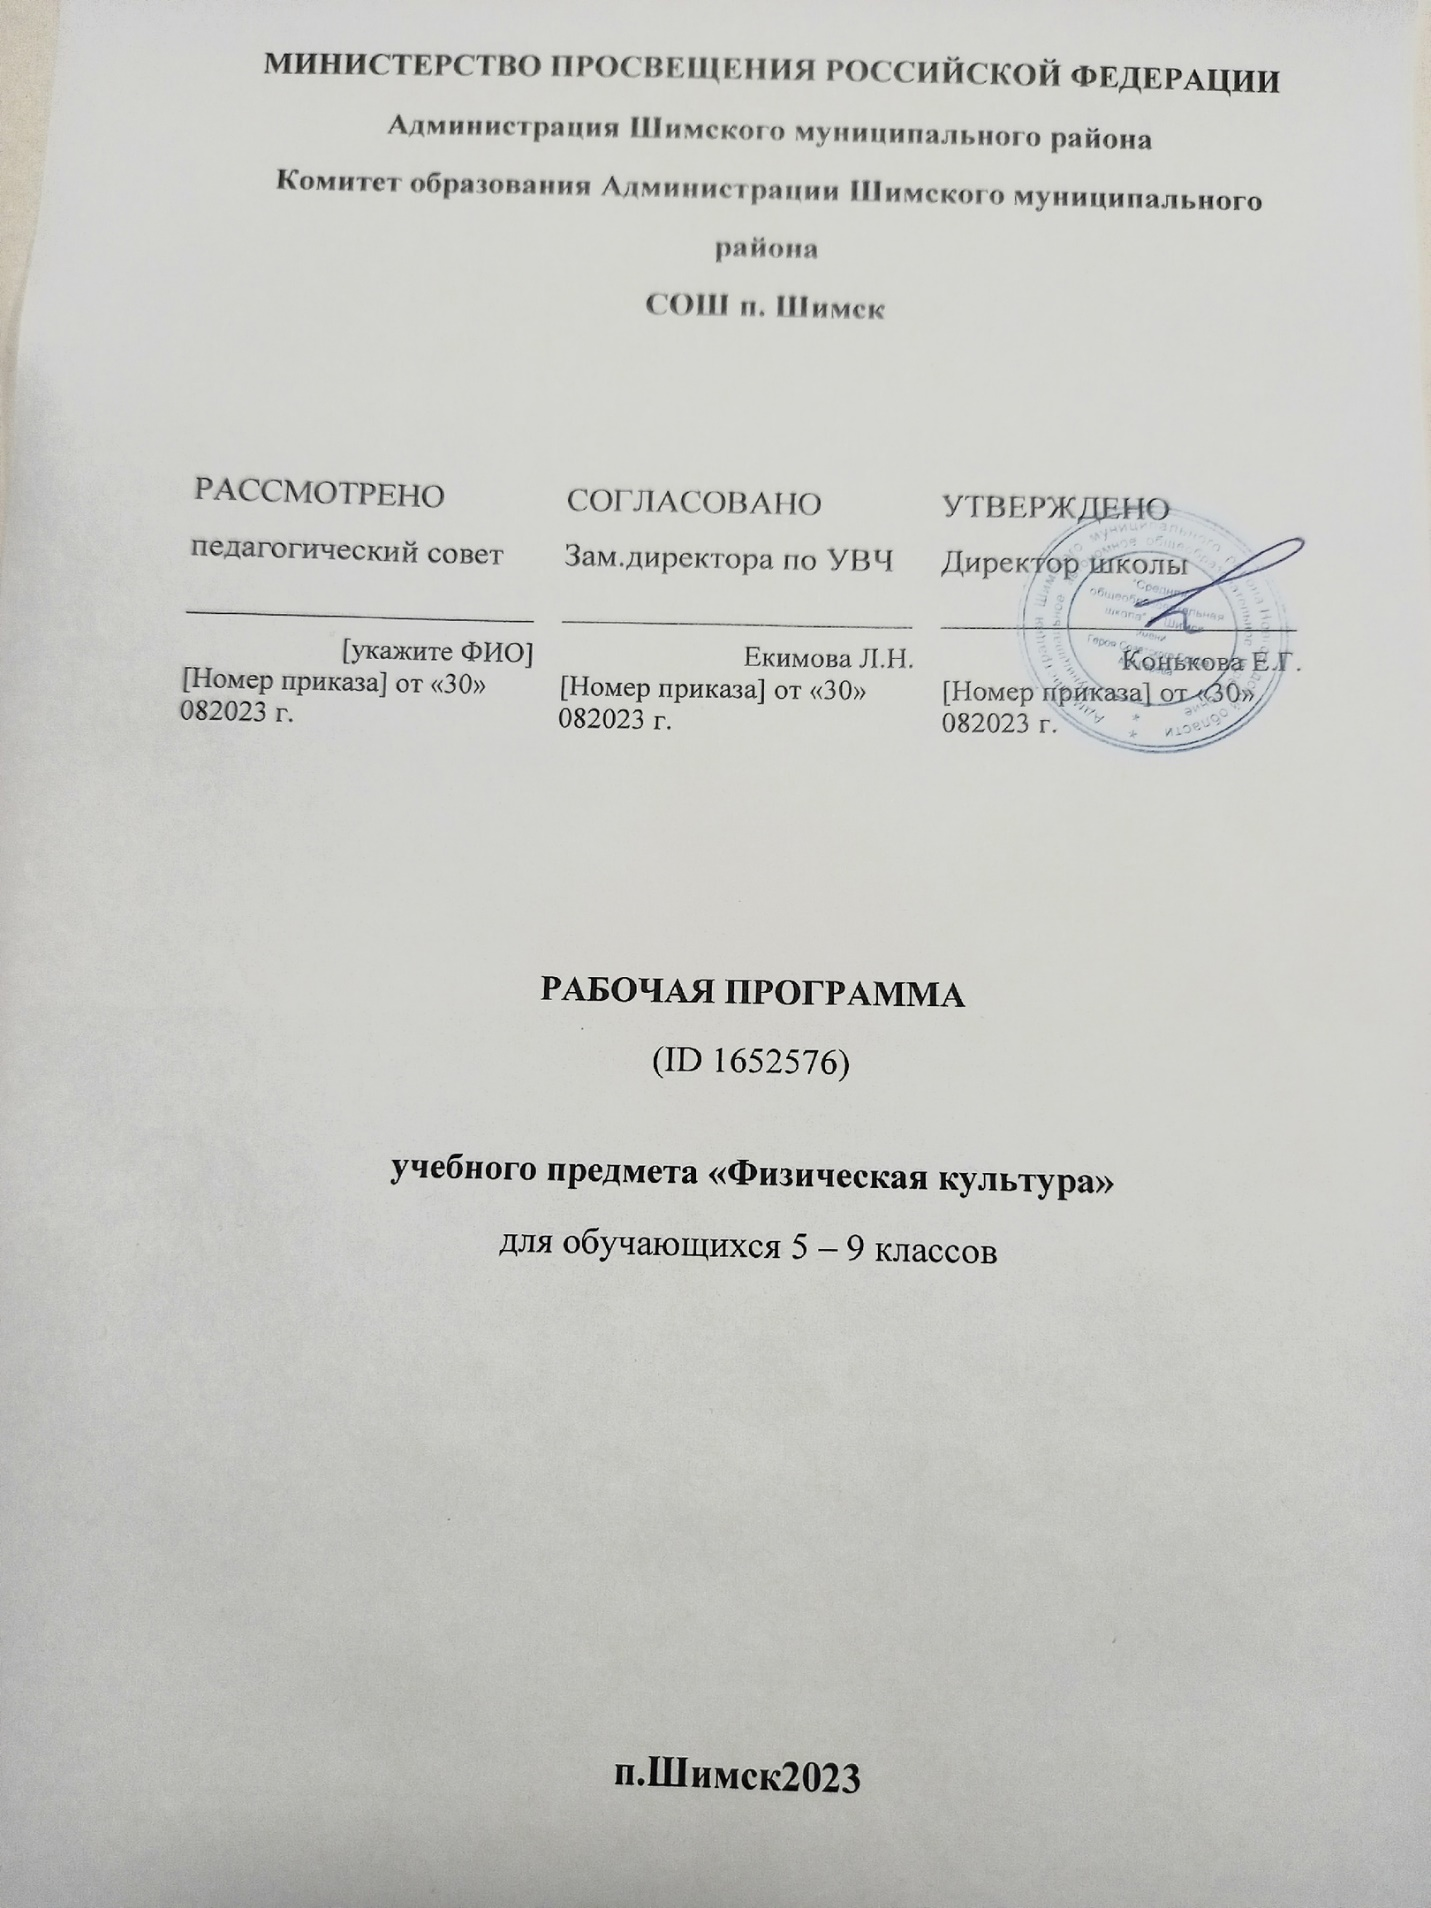 МИНИСТЕРСТВО ПРОСВЕЩЕНИЯ РОССИЙСКОЙ ФЕДЕРАЦИИ
Администрация Шимского муниципального района
Комитет образования Администрации Шимского муниципального
района
СОШ п. Шимск
РАССМОТРЕНО
педагогический совет
[укажите ФИО]
[Номер приказа] от «30»
082023 г.
СОГЛАСОВАНО
Зам.директора по УВЧ
Екимова Л.Н.
[Номер приказа] от «30»
082023 г.
УТВЕРЖДЕНО
Директор школы
Конькова Е.Г.
[Номер приказа] от «30»
082023 г.
РАБОЧАЯ ПРОГРАММА
(ID 1652576)
учебного предмета «Физическая культура»
для обучающихся 5 – 9 классов
п.Шимск2023